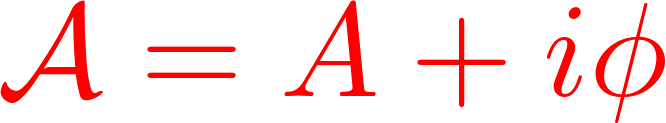 𝒜 = A + iϕ